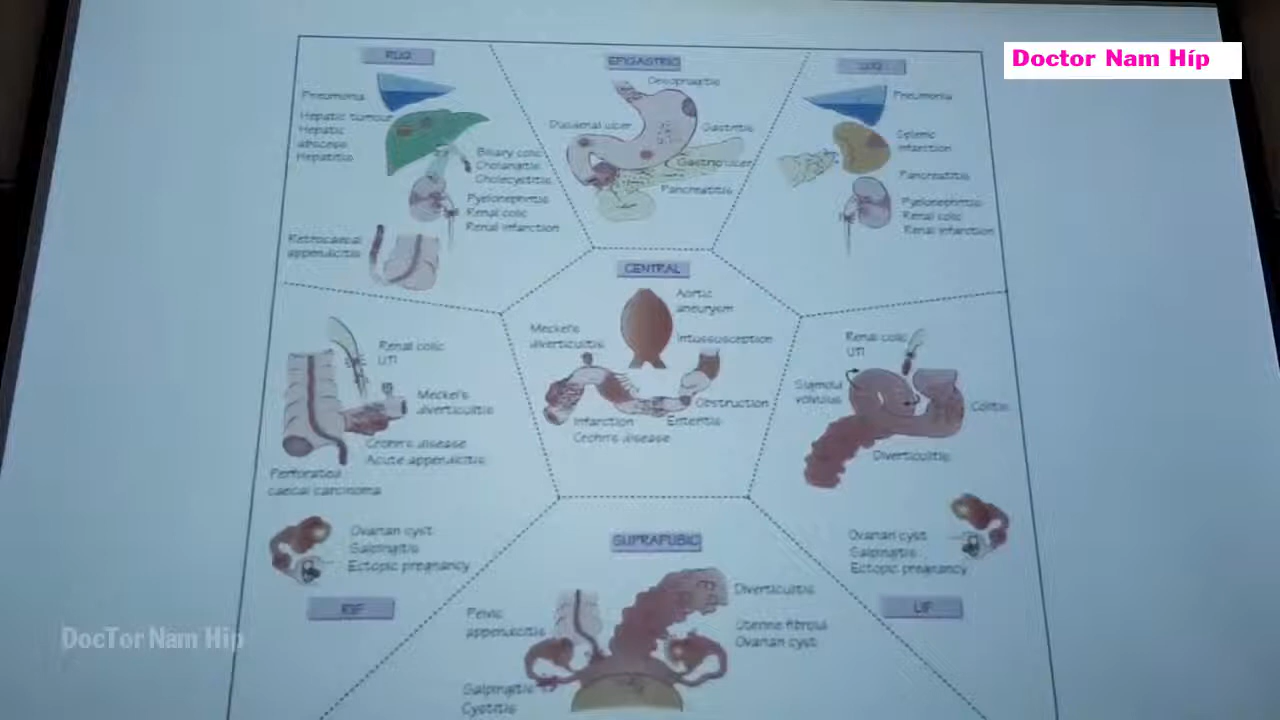 Doctor Nam Híp
RUQ
Pneumonia
Hepatic tumour
Hepatic
abscess
Hepatitis
Biliary colic
Cholangitis
Cholecystitis
Pyelonephritis
Renal colic
Renal infarction
Retrocaecal
appendicitis
EPIGASTRIC
Oesophagitis
Duodenal ulcer
Gastritis
Gastric ulcer
Pancreatitis
LUQ
Pneumonia
Splenic
infarction
Pancreatitis
Pyelonephritis
Renal colic
Renal infarction
CENTRAL
Aortic
aneurysm
Meckel's
diverticulitis
Intussusception
Obstruction
Infarction
Enteritis
Crohn's disease
Renal colic
UTI
Meckel's
diverticulitis
Crohn's disease
Acute appendicitis
Perforated
caecal carcinoma
Ovarian cyst
Salpingitis
Ectopic pregnancy
RIF
Renal colic
UTI
Sigmoid
volvulus
Colitis
Diverticulitis
Ovarian cyst
Salpingitis
Ectopic pregnancy
LIF
SUPRAPUBIC
Diverticulitis
Pelvic
appendicitis
Uterine fibroid
Ovarian cyst
Salpingitis
Cystitis
DocTor Nam Hip